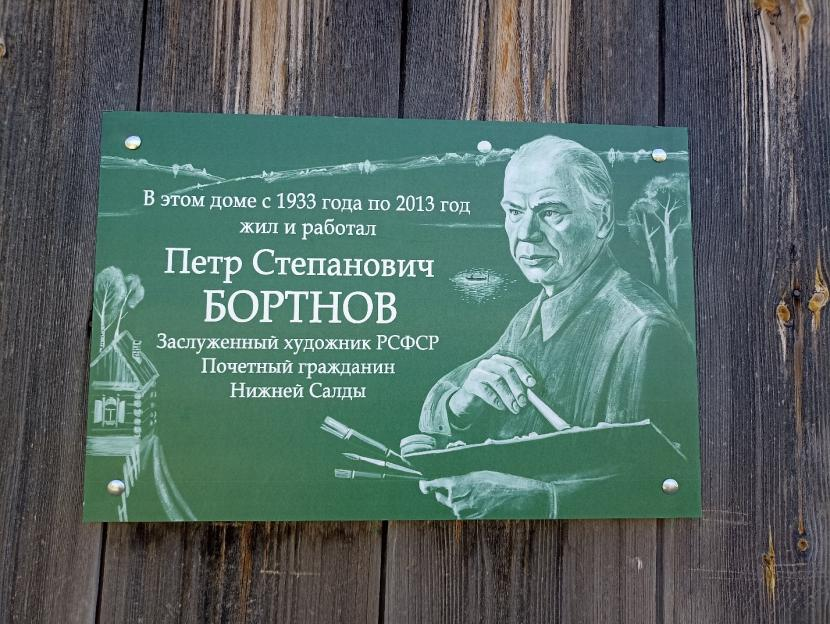 В этом доме с 1933 года по 2013 год
жил и работал
Петр Степанович
БОРТНОВ
Заслуженный художник РСФСР
Почетный гражданин
Нижней Салды